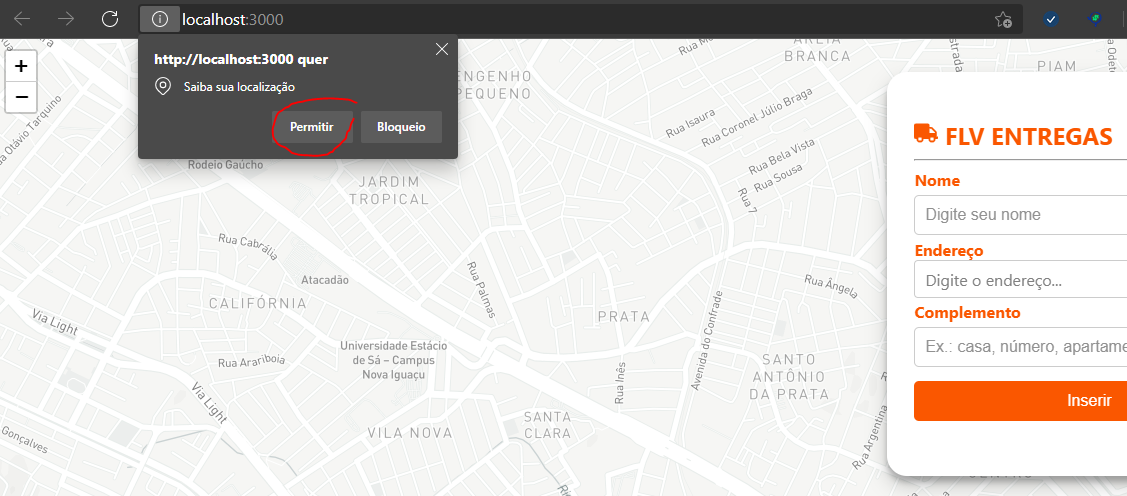 localhost:3000
http://localhost:3000 quer
Saiba sua localização
Permitir
Bloqueio
+
−
Rua Otávio Tarquino
ENGENHO
PEQUENO
AREIA
BRANCA
PIAM
Rua Isaura
Rua Coronel Júlio Braga
Rua Bela Vista
Rua Sousa
Rua 7
Rodeio Gaúcho
JARDIM
TROPICAL
Rua Cabrália
Atacadão
Rua Palmas
CALIFÓRNIA
Via Light
Rua Ângela
PRATA
Avenida do Confrade
Universidade Estácio
de Sá – Campus
Nova Iguaçu
Rua Arariboia
Via Light
Rua Inês
SANTO
ANTÔNIO
DA PRATA
VILA NOVA
SANTA
CLARA
Rua Argentina
Gonçalves
CENTRO
FLV ENTREGAS
Nome
Digite seu nome
Endereço
Digite o endereço...
Complemento
Ex.: casa, número, apartame
Inserir